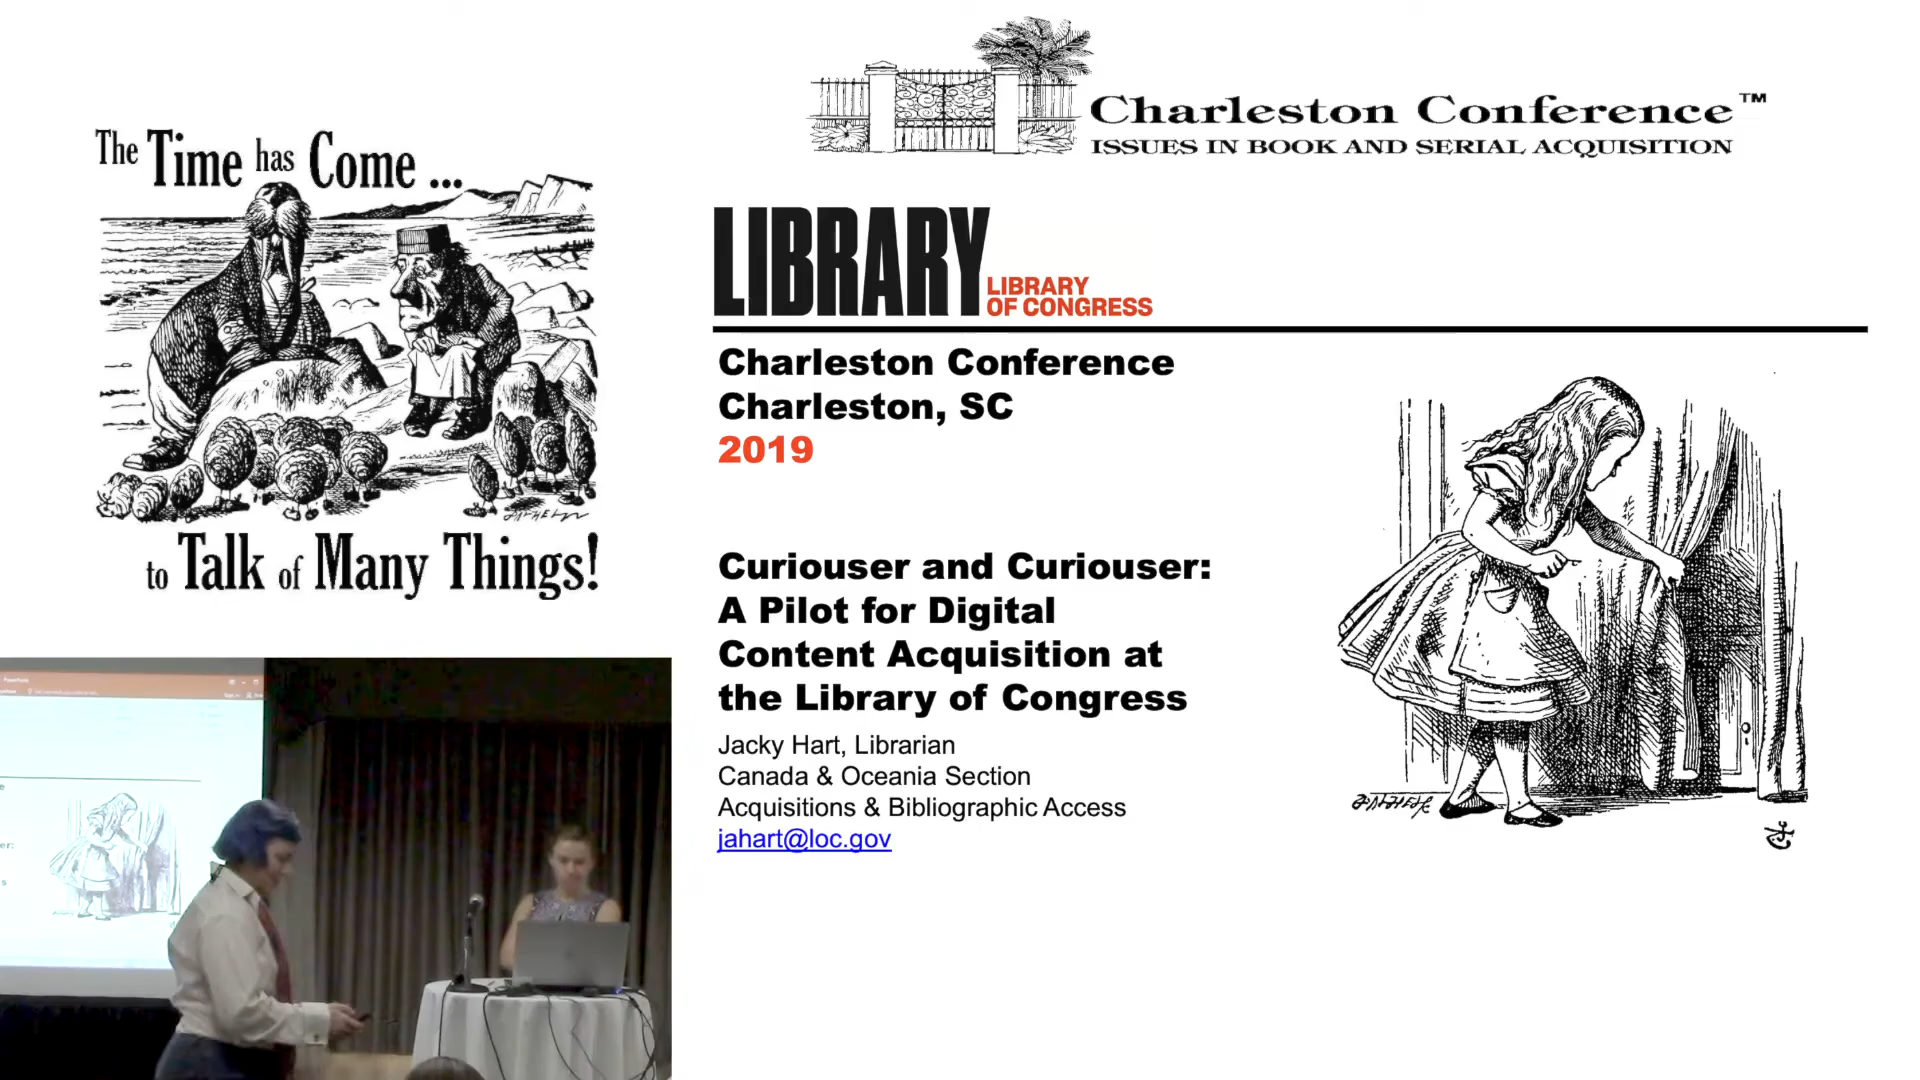 The Time has Come ...
to Talk of Many Things!
Charleston Conference™
ISSUES IN BOOK AND SERIAL ACQUISITION
LIBRARY
LIBRARY
OF CONGRESS
Charleston Conference
Charleston, SC
2019
Curiouser and Curiouser:
A Pilot for Digital
Content Acquisition at
the Library of Congress
Jacky Hart, Librarian
Canada & Oceania Section
Acquisitions & Bibliographic Access
jahart@loc.gov